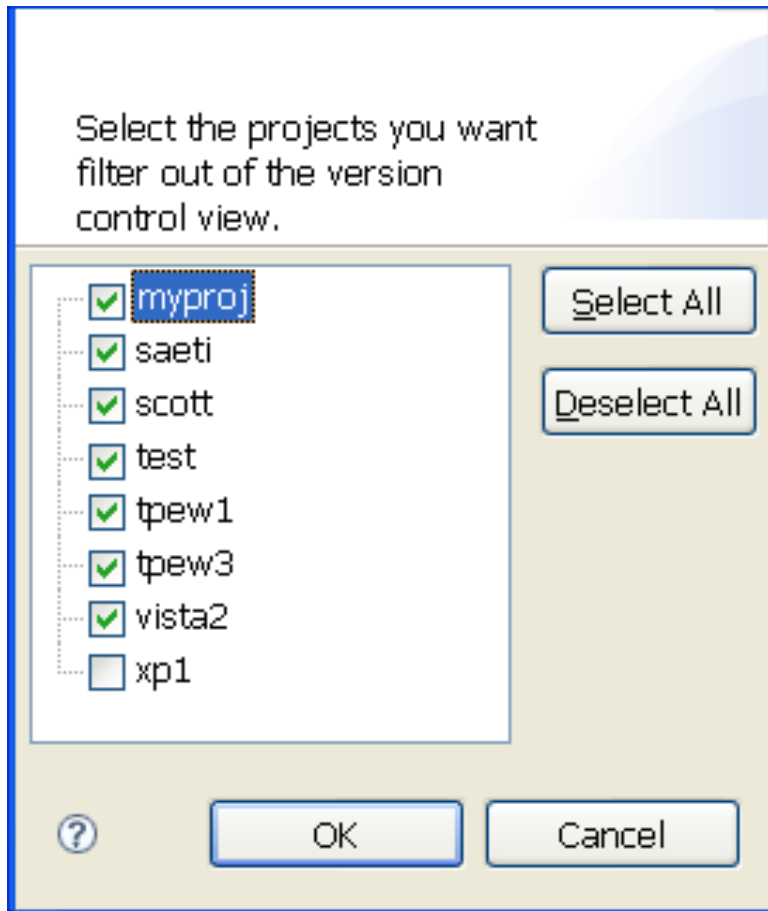 Select the projects you want
filter out of the version
control view.
myproj
saeti
scott
test
tpew1
tpew3
vista2
xp1
Select All
Deselect All
?
OK
Cancel